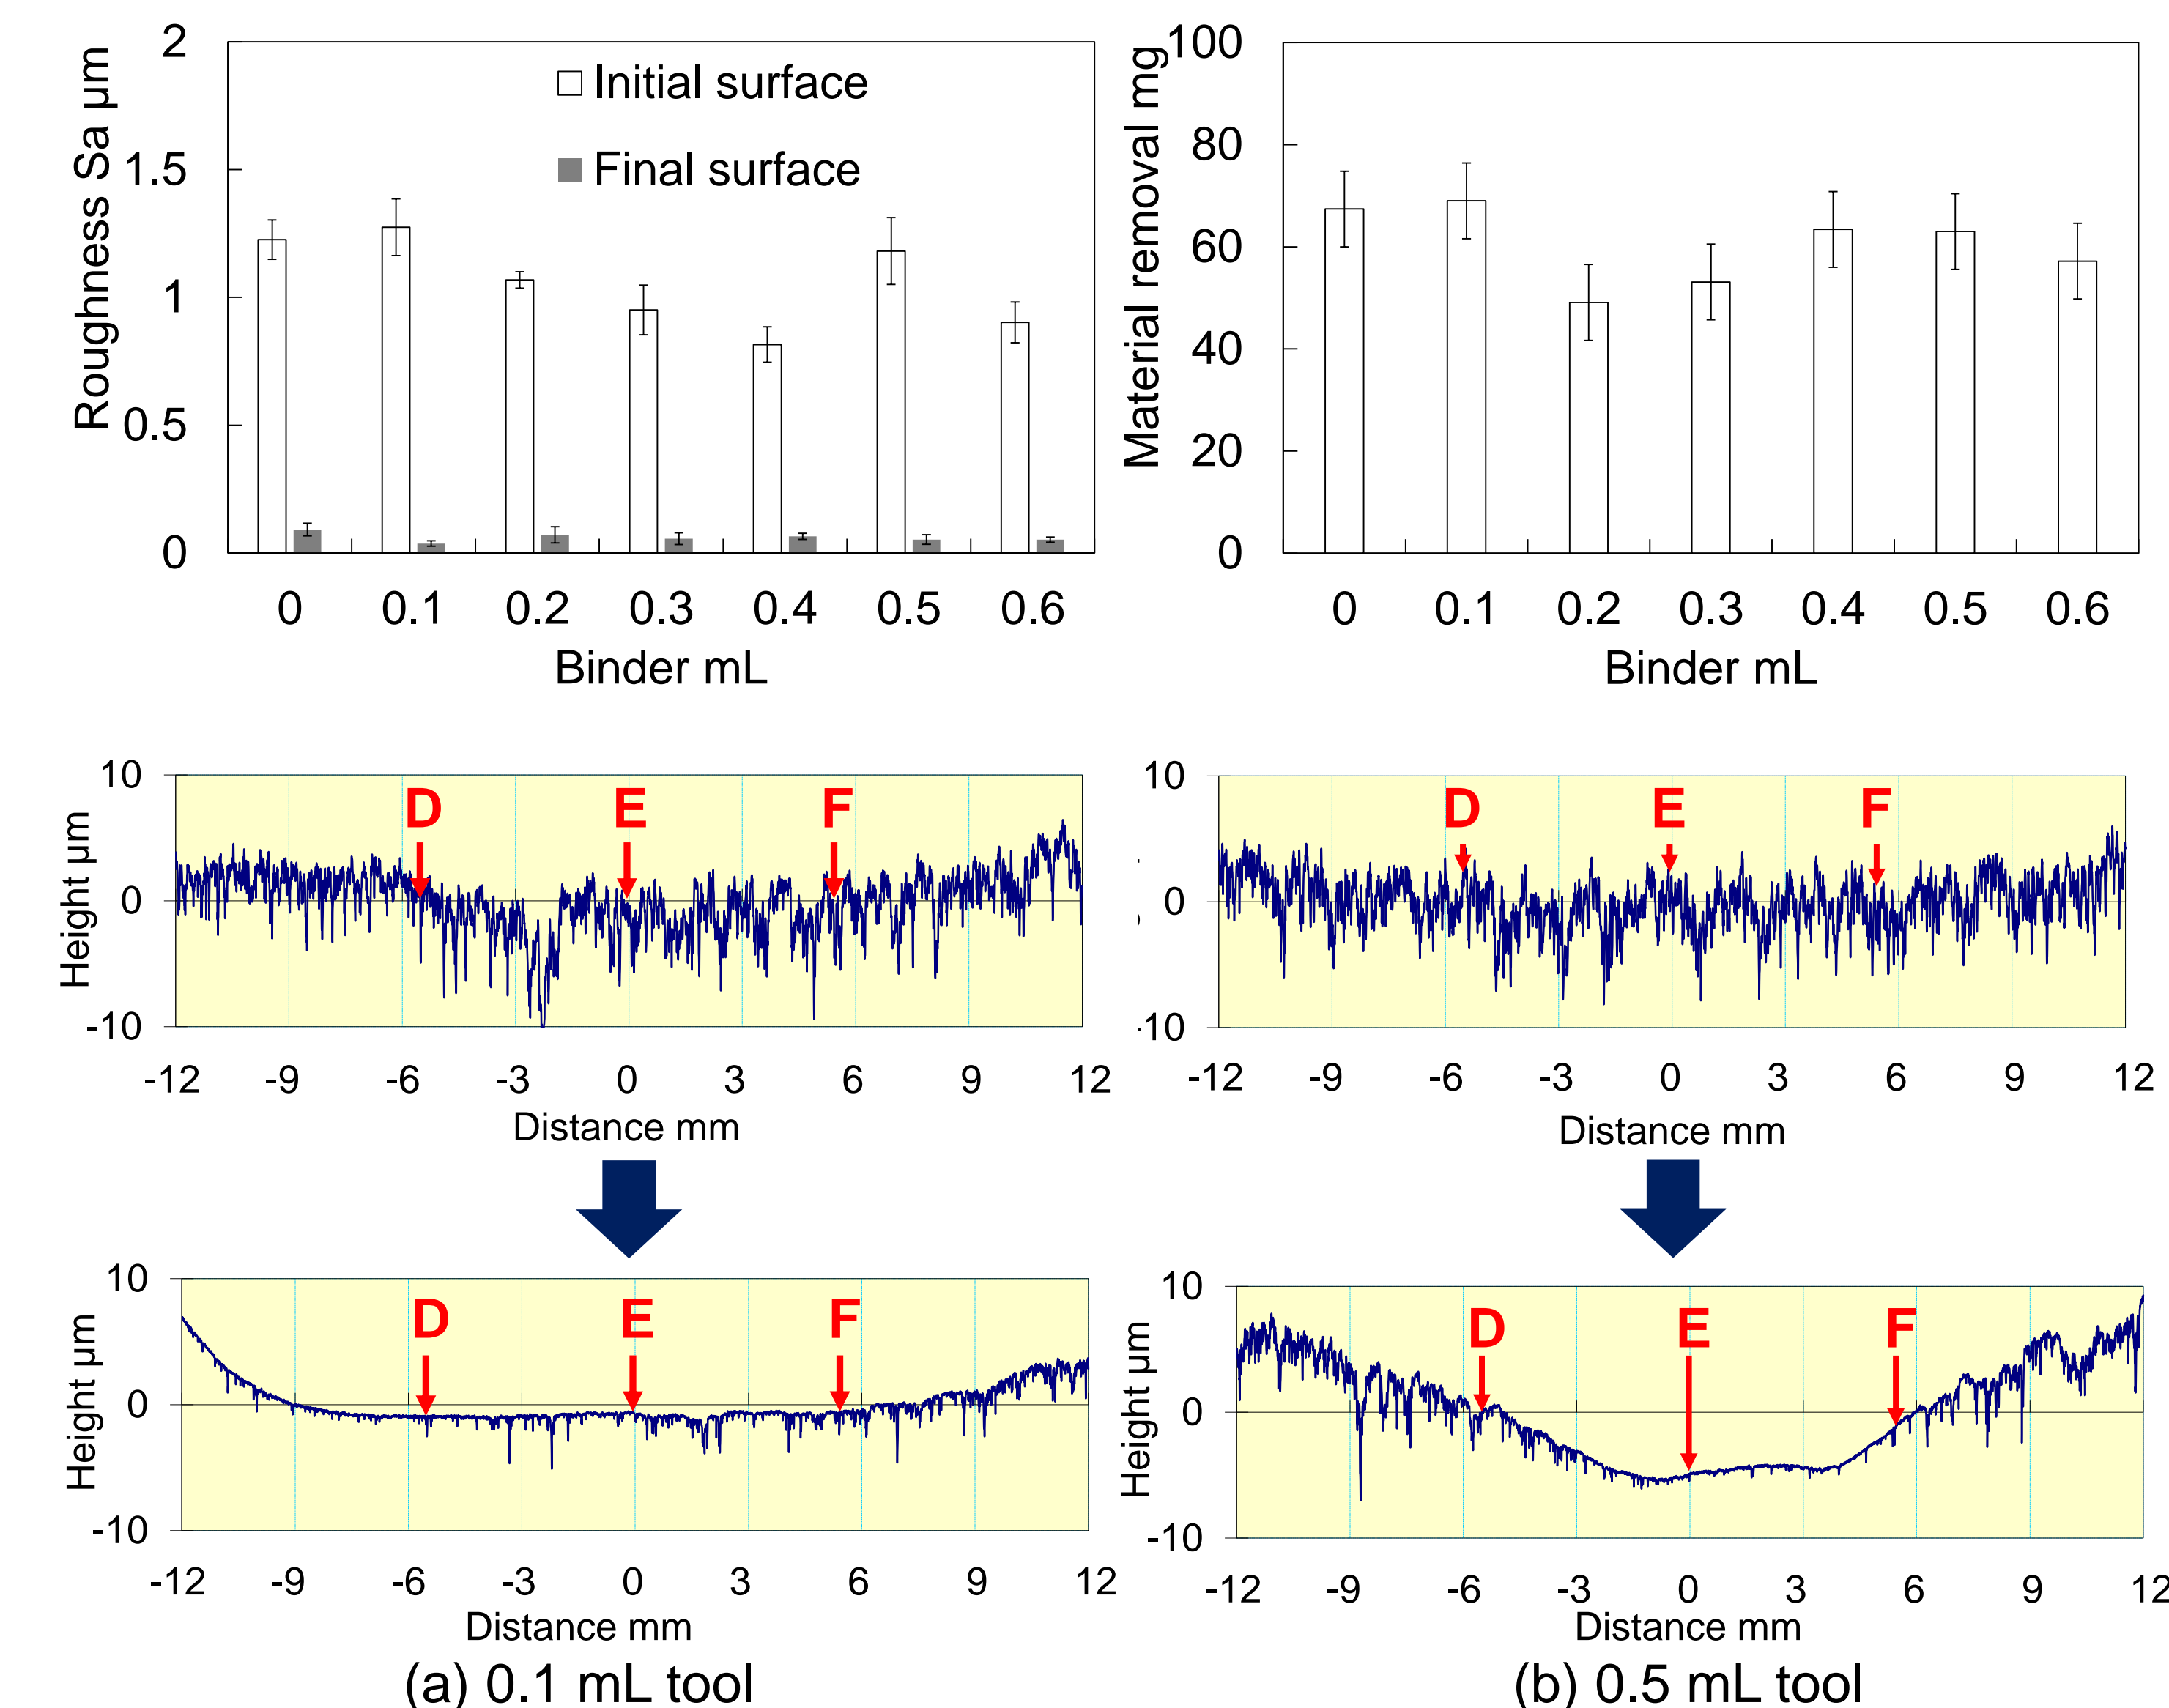 Roughness Sa µm
2
1.5
1
0.5
0
Initial surface
Final surface
0 0.1 0.2 0.3 0.4 0.5 0.6
Binder mL
Material removal mg
100
80
60
40
20
0
0 0.1 0.2 0.3 0.4 0.5 0.6
Binder mL
Height µm
10
0
-10
D E F
-12 -9 -6 -3 0 3 6 9 12
Distance mm
10
0
-10
D E F
-12 -9 -6 -3 0 3 6 9 12
Distance mm
Height µm
10
0
-10
D E F
-12 -9 -6 -3 0 3 6 9 12
Distance mm
(a) 0.1 mL tool
Height µm
10
0
-10
D E F
-12 -9 -6 -3 0 3 6 9 12
Distance mm
(b) 0.5 mL tool